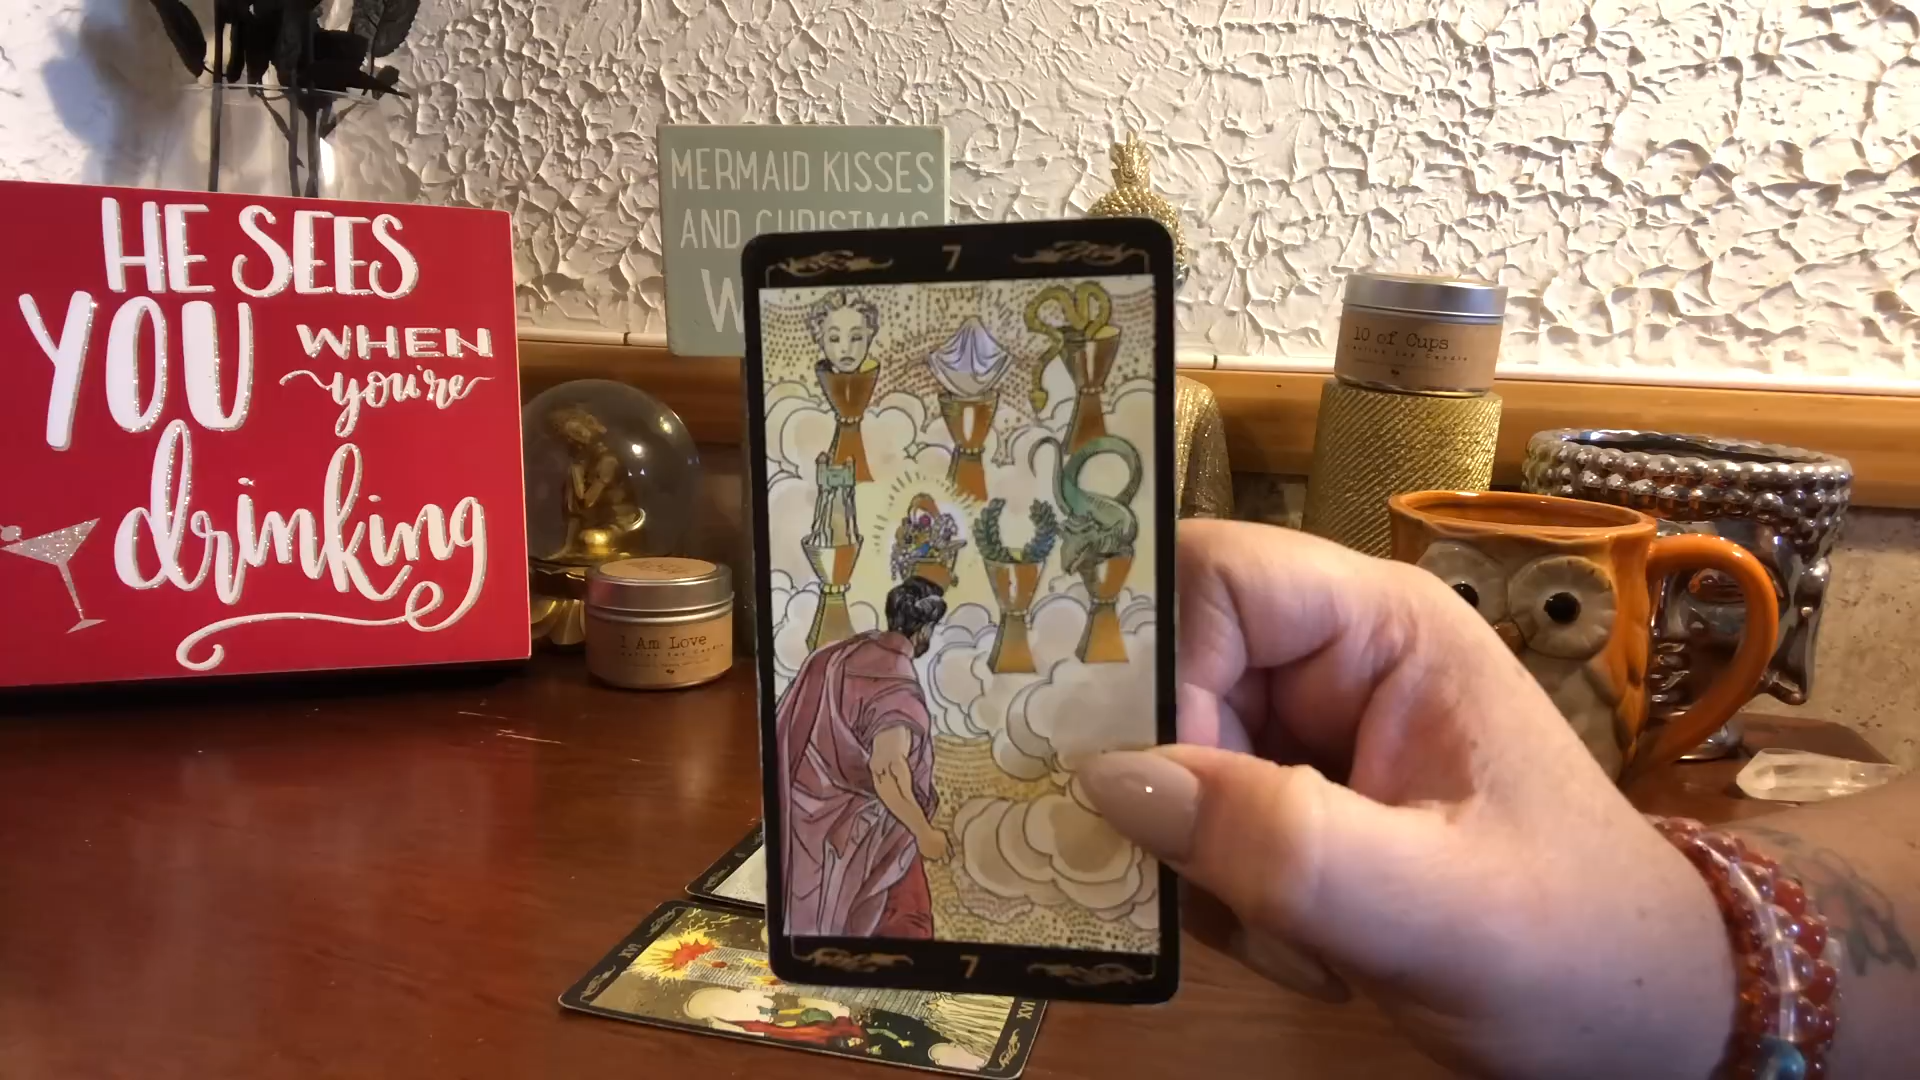 HE SEES
YOU WHEN
you're
drinking
MERMAID KISSES
AND CHRISTMAS
W
7
7
10 of Cups
I Am Love
XVI
XVI